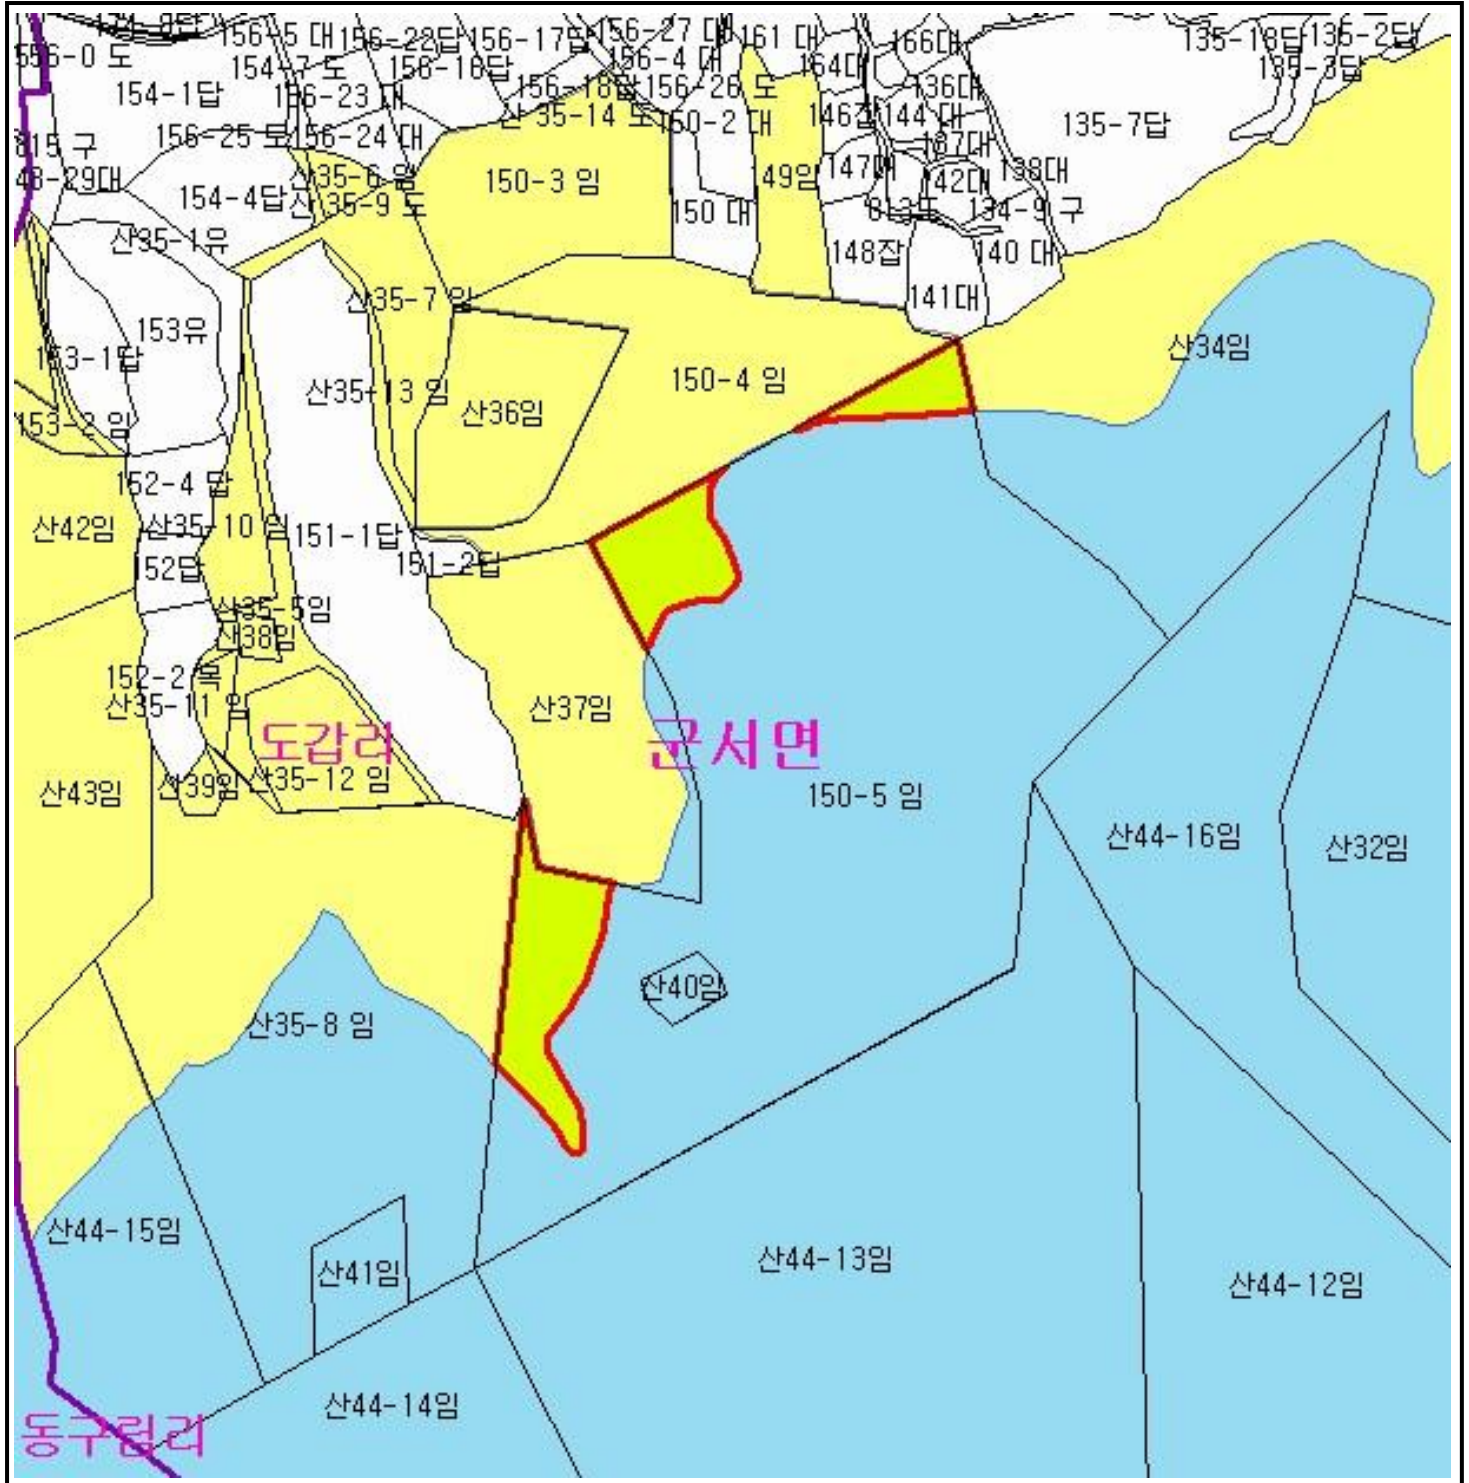 156-5 대
156-22답
156-17답
156-27 대
161 대
166대
135-13답
135-2답
556-0 도
154-7 도
156-16답
156-4 대
164대
135-3답
154-1답
156-23 대
156-18답
156-26 도
136대
산 35-14 도
150-2 대
146잡
144 대
135-7답
815 구
156-25 토
156-24 대
137대
43-29대
산35-6 임
150-3 임
149임
147대
142대
138대
154-4답
산35-9 도
150 대
813도
134-9 구
산35-1유
148잡
140 대
산35-7 임
141대
153유
산34임
153-1답
산35-13 임
150-4 임
153-2 임
산36임
152-4 답
산42임
산35-10 임
151-1답
152답
151-2답
산35-5임
산38임
152-2 목
산35-11 임
산37임
도갑리
군서면
산43임
산39임
산35-12 임
150-5 임
산44-16임
산32임
산40임
산35-8 임
산44-15임
산41임
산44-13임
산44-12임
산44-14임
동구림리